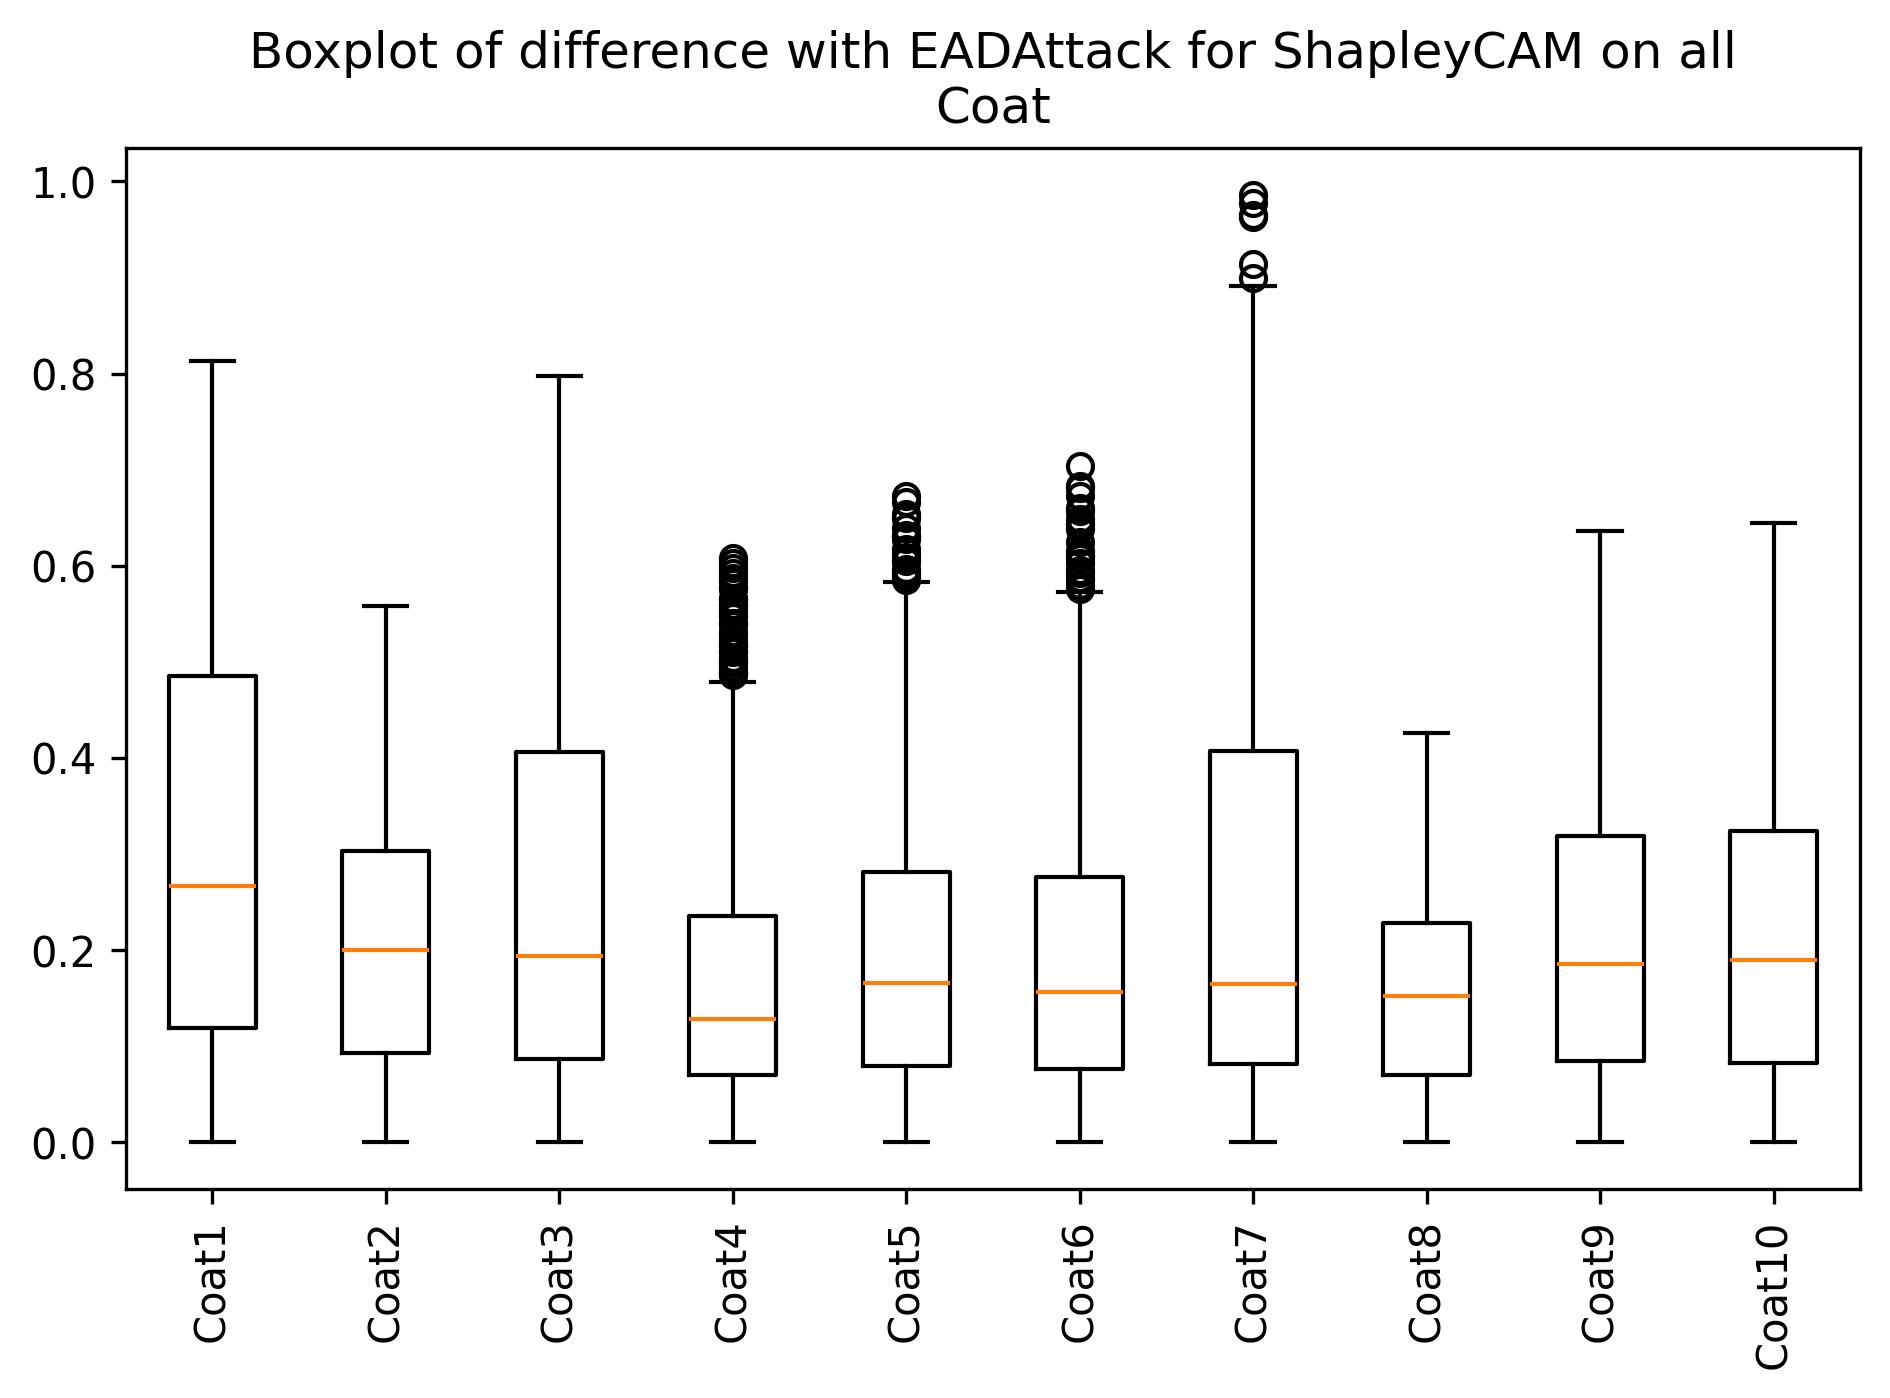 Boxplot of difference with EADAttack for ShapleyCAM on all
Coat
1.0
0.8
0.6
0.4
0.2
0.0
Coat1
Coat2
Coat3
Coat4
Coat5
Coat6
Coat7
Coat8
Coat9
Coat10